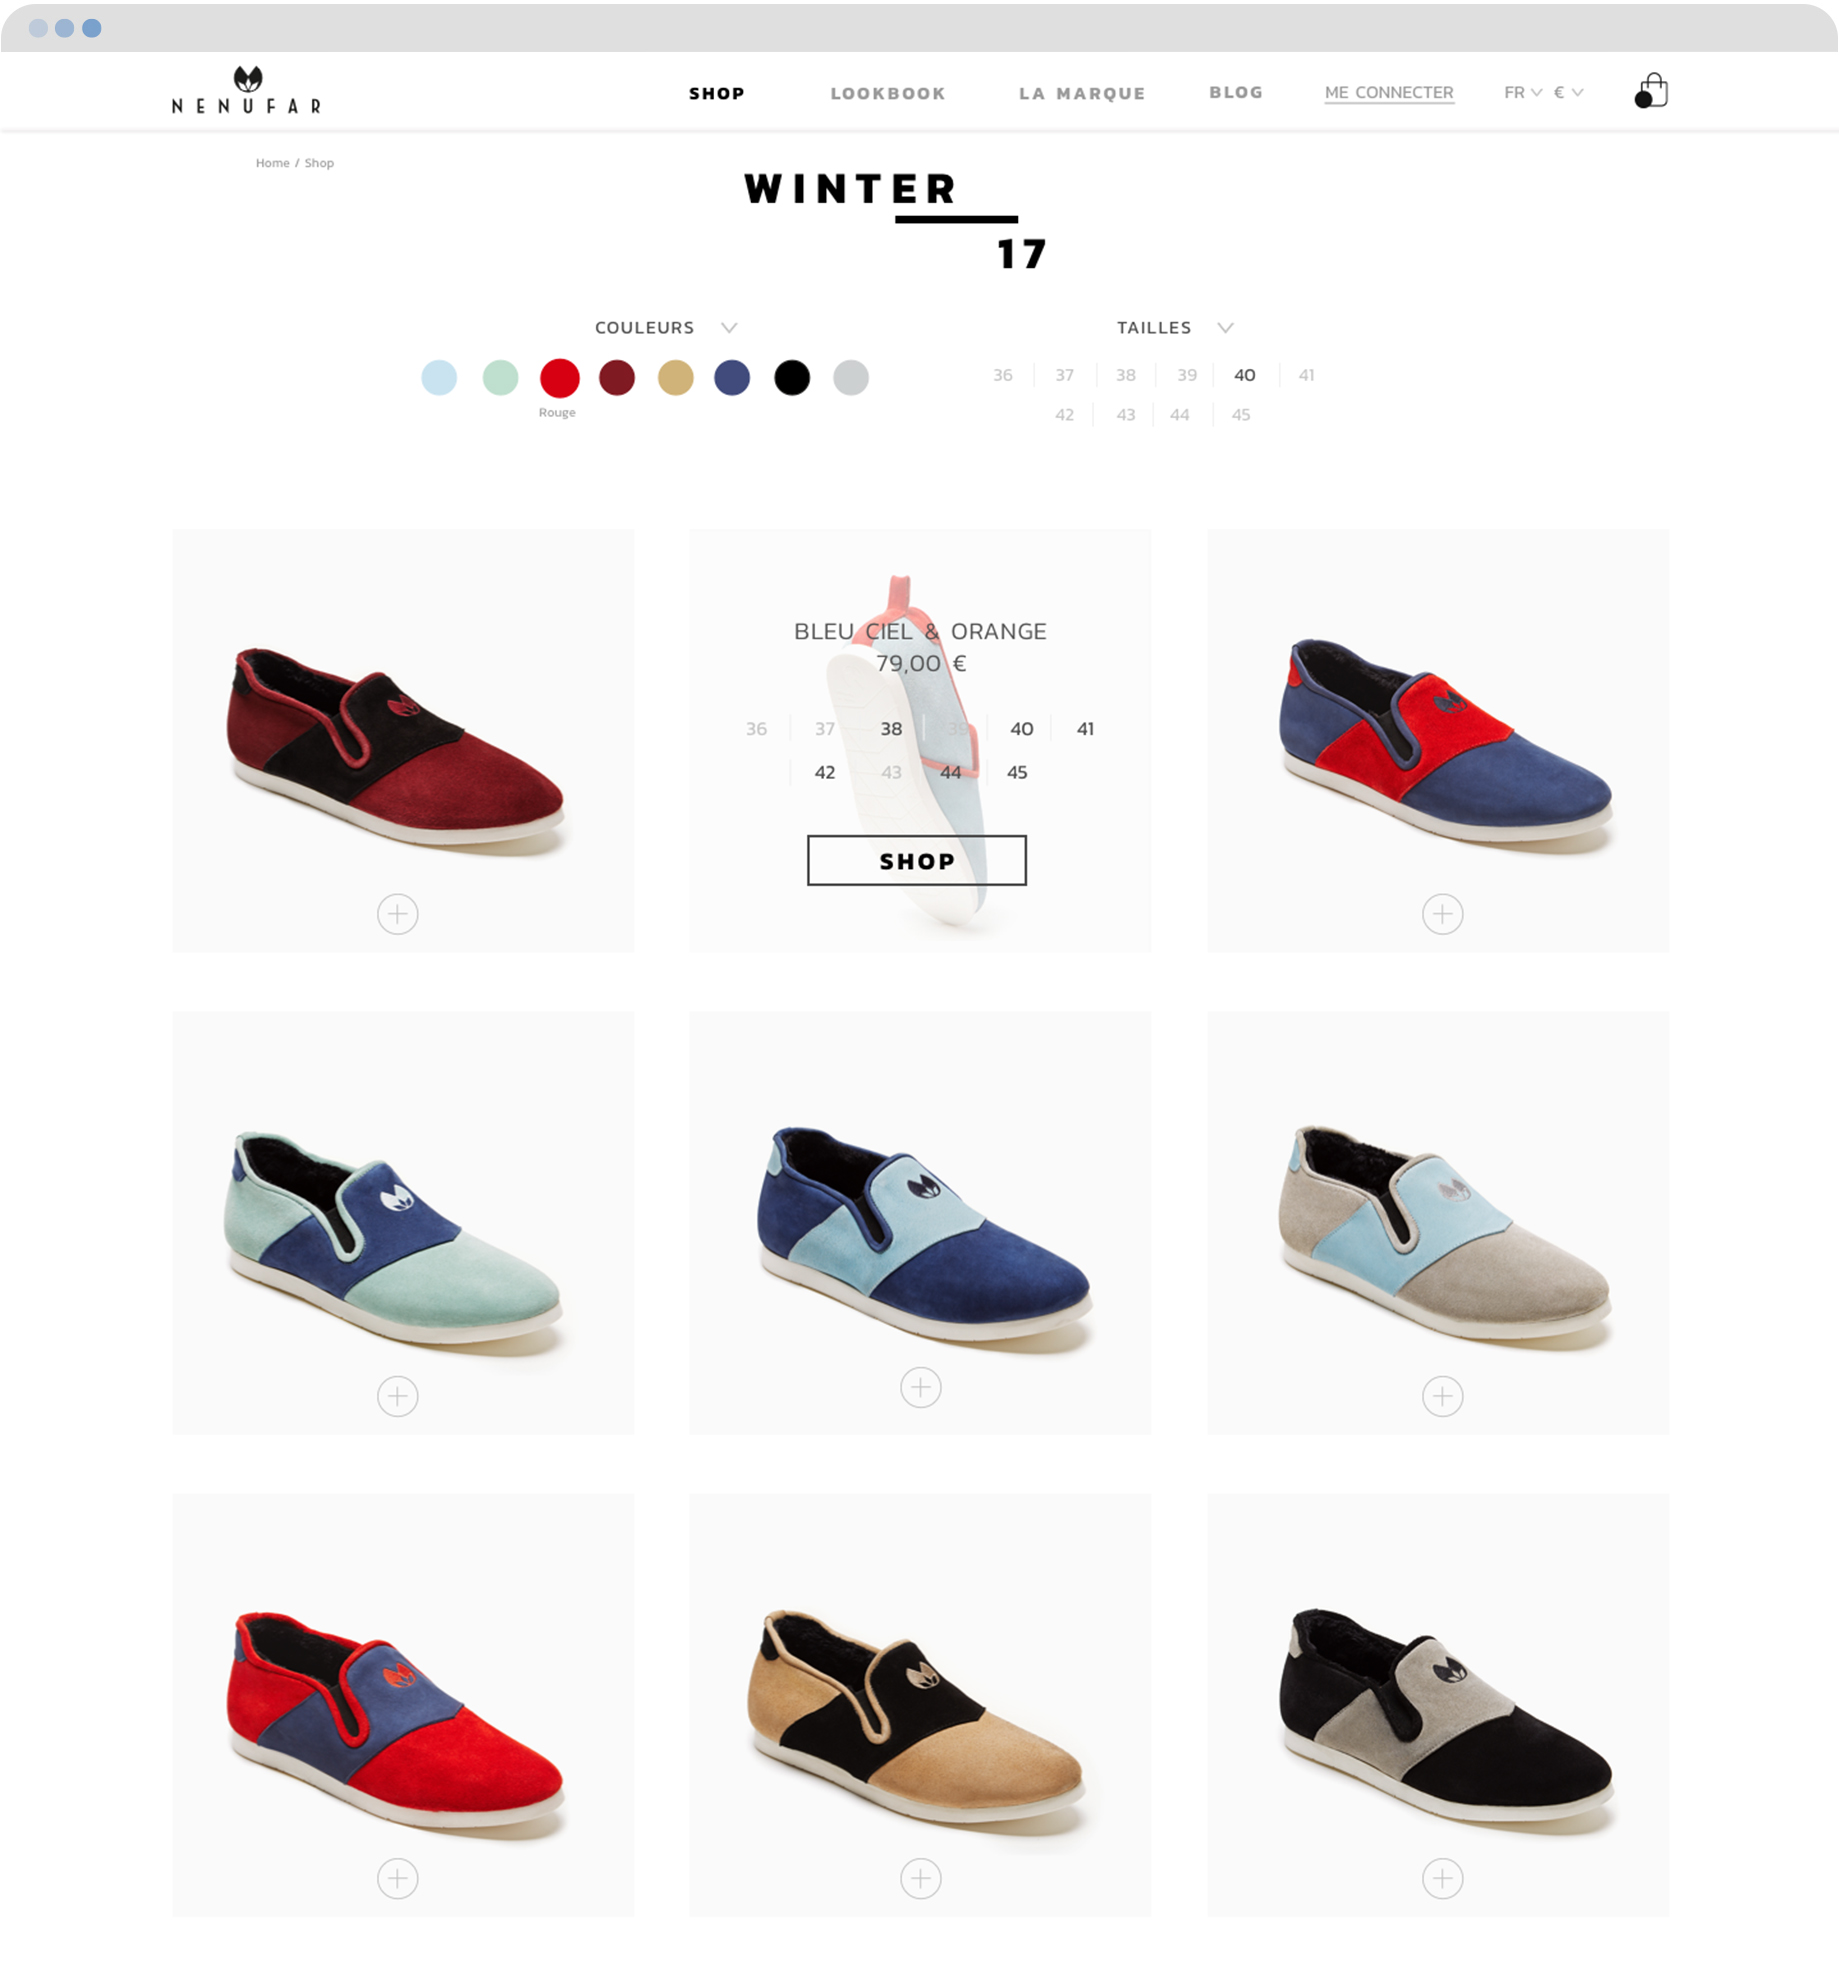 NENUFAR
SHOP LOOKBOOK LA MARQUE BLOG ME CONNECTER FR €
Home / Shop
WINTER
17
COULEURS
Rouge
TAILLES
36 37 38 39 40 41
42 43 44 45
BLEU CIEL & ORANGE
79,00 €
36 37 38 39 40 41
42 43 44 45
SHOP